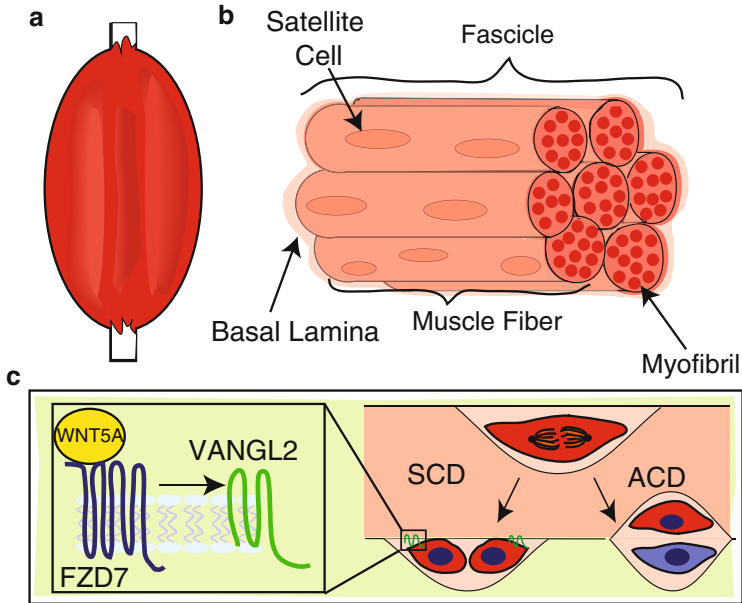 a
b
Satellite
Cell
Fascicle
Basal Lamina
Muscle Fiber
Myofibril
c
WNT5A
VANGL2
FZD7
SCD
ACD